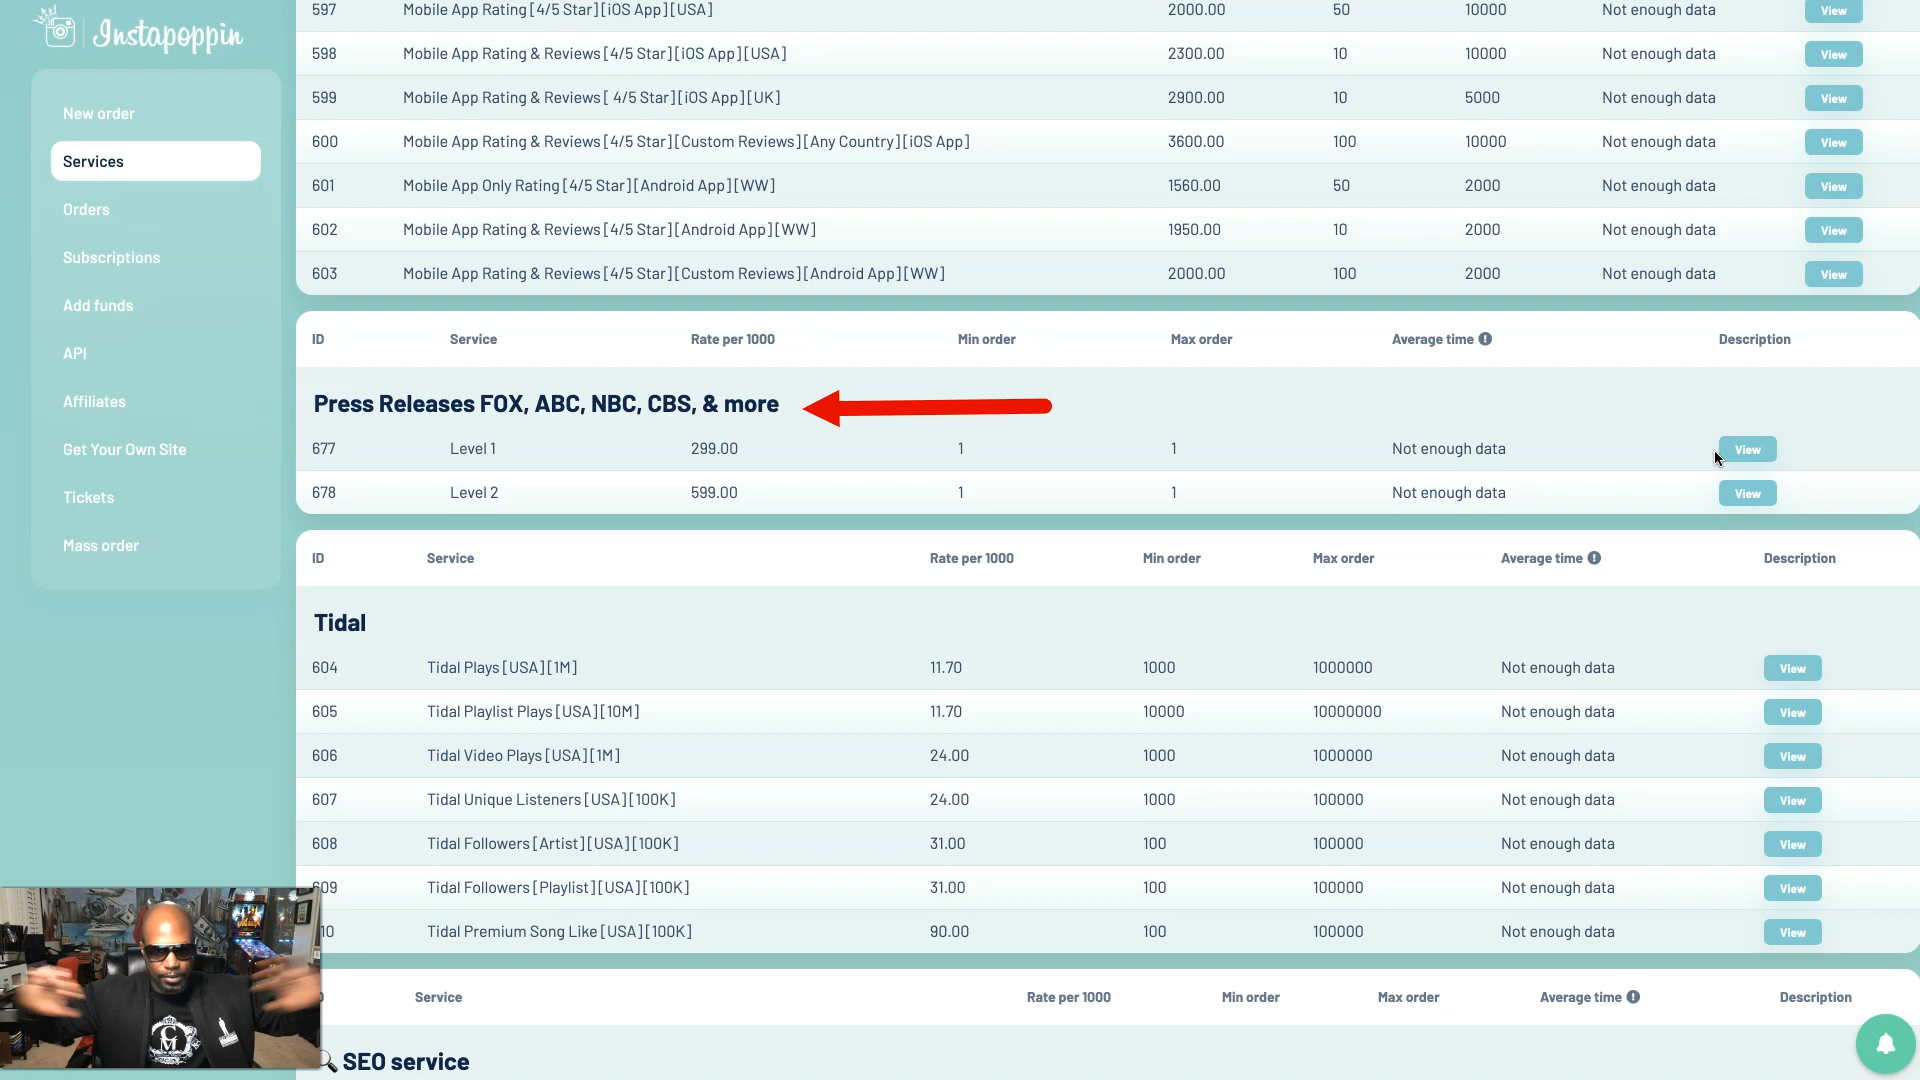 Instapoppin
New order
Services
Orders
Subscriptions
Add funds
API
Affiliates
Get Your Own Site
Tickets
Mass order
597 Mobile App Rating [4/5 Star][iOS App][USA] 2000.00 50 10000 Not enough data View
598 Mobile App Rating & Reviews [4/5 Star][iOS App][USA] 2300.00 10 10000 Not enough data View
599 Mobile App Rating & Reviews [ 4/5 Star][iOS App][UK] 2900.00 10 5000 Not enough data View
600 Mobile App Rating & Reviews [4/5 Star][Custom Reviews][Any Country][iOS App] 3600.00 100 10000 Not enough data View
601 Mobile App Only Rating [4/5 Star][Android App][WW] 1560.00 50 2000 Not enough data View
602 Mobile App Rating & Reviews [4/5 Star][Android App][WW] 1950.00 10 2000 Not enough data View
603 Mobile App Rating & Reviews [4/5 Star][Custom Reviews][Android App][WW] 2000.00 100 2000 Not enough data View
ID Service Rate per 1000 Min order Max order Average time Description
Press Releases FOX, ABC, NBC, CBS, & more
677 Level 1 299.00 1 1 Not enough data View
678 Level 2 599.00 1 1 Not enough data View
ID Service Rate per 1000 Min order Max order Average time Description
Tidal
604 Tidal Plays [USA][1M] 11.70 1000 1000000 Not enough data View
605 Tidal Playlist Plays [USA][10M] 11.70 10000 10000000 Not enough data View
606 Tidal Video Plays [USA][1M] 24.00 1000 1000000 Not enough data View
607 Tidal Unique Listeners [USA][100K] 24.00 1000 100000 Not enough data View
608 Tidal Followers [Artist][USA][100K] 31.00 100 100000 Not enough data View
609 Tidal Followers [Playlist][USA][100K] 31.00 100 100000 Not enough data View
10 Tidal Premium Song Like [USA][100K] 90.00 100 100000 Not enough data View
Service Rate per 1000 Min order Max order Average time Description
SEO service